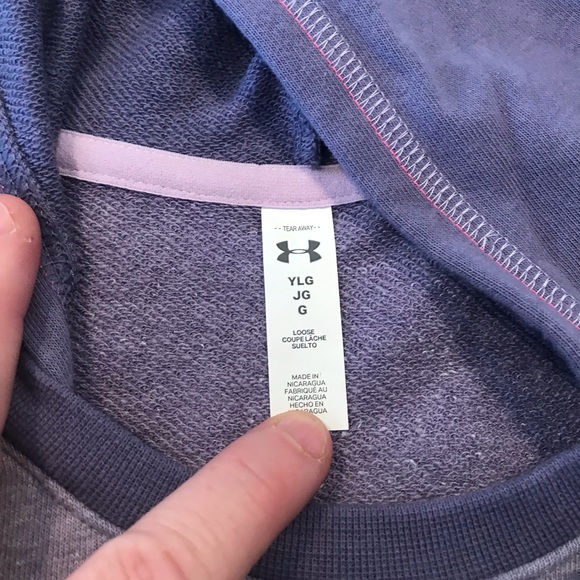 - - TEAR AWAY - -
YLG
JG
G
LOOSE
COUPE LÂCHE
SUELTO
MADE IN
NICARAGUA
FABRIQUÉ AU
NICARAGUA
HECHO EN
NICARAGUA